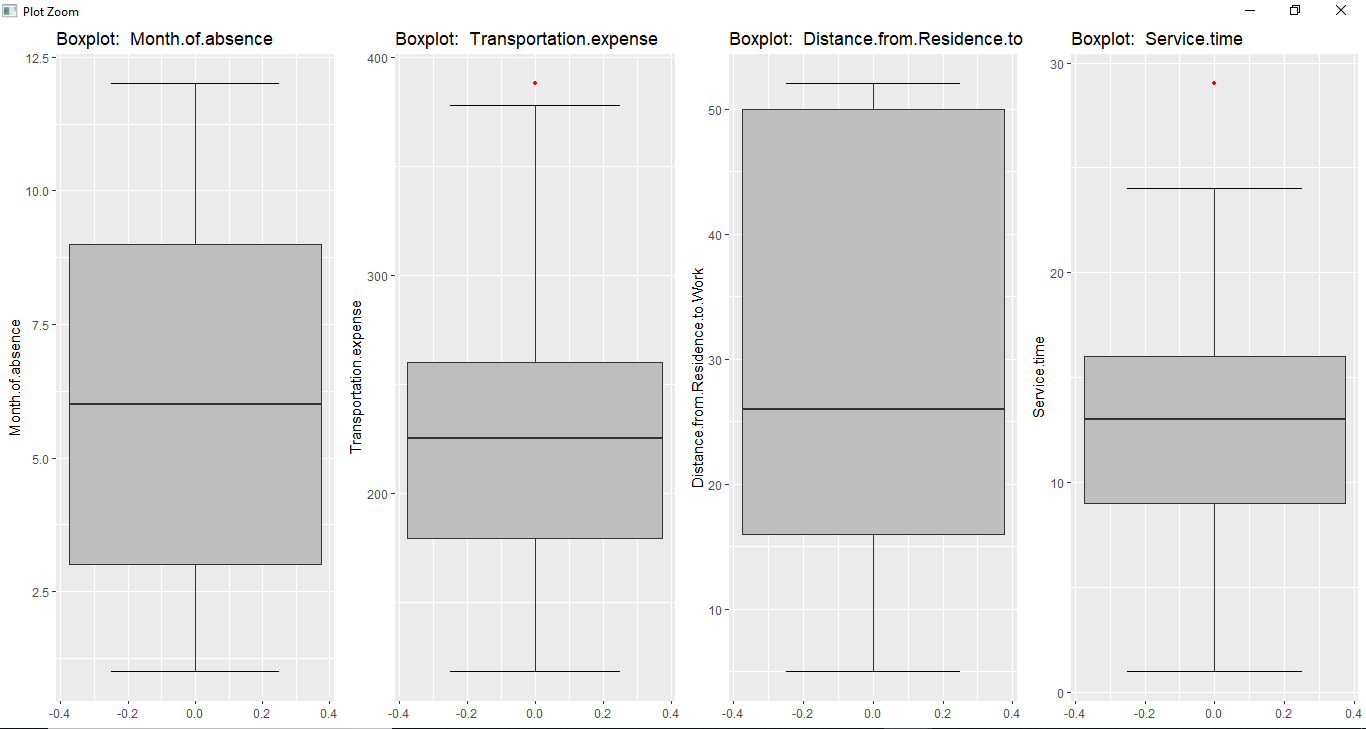 Plot Zoom
Boxplot: Month.of.absence
12.5
10.0
7.5
5.0
2.5
Month.of.absence
-0.4 -0.2 0.0 0.2 0.4
Boxplot: Transportation.expense
400
300
200
Transportation.expense
-0.4 -0.2 0.0 0.2 0.4
Boxplot: Distance.from.Residence.to
50
40
30
20
10
Distance.from.Residence.to.Work
-0.4 -0.2 0.0 0.2 0.4
Boxplot: Service.time
30
20
10
0
Service.time
-0.4 -0.2 0.0 0.2 0.4